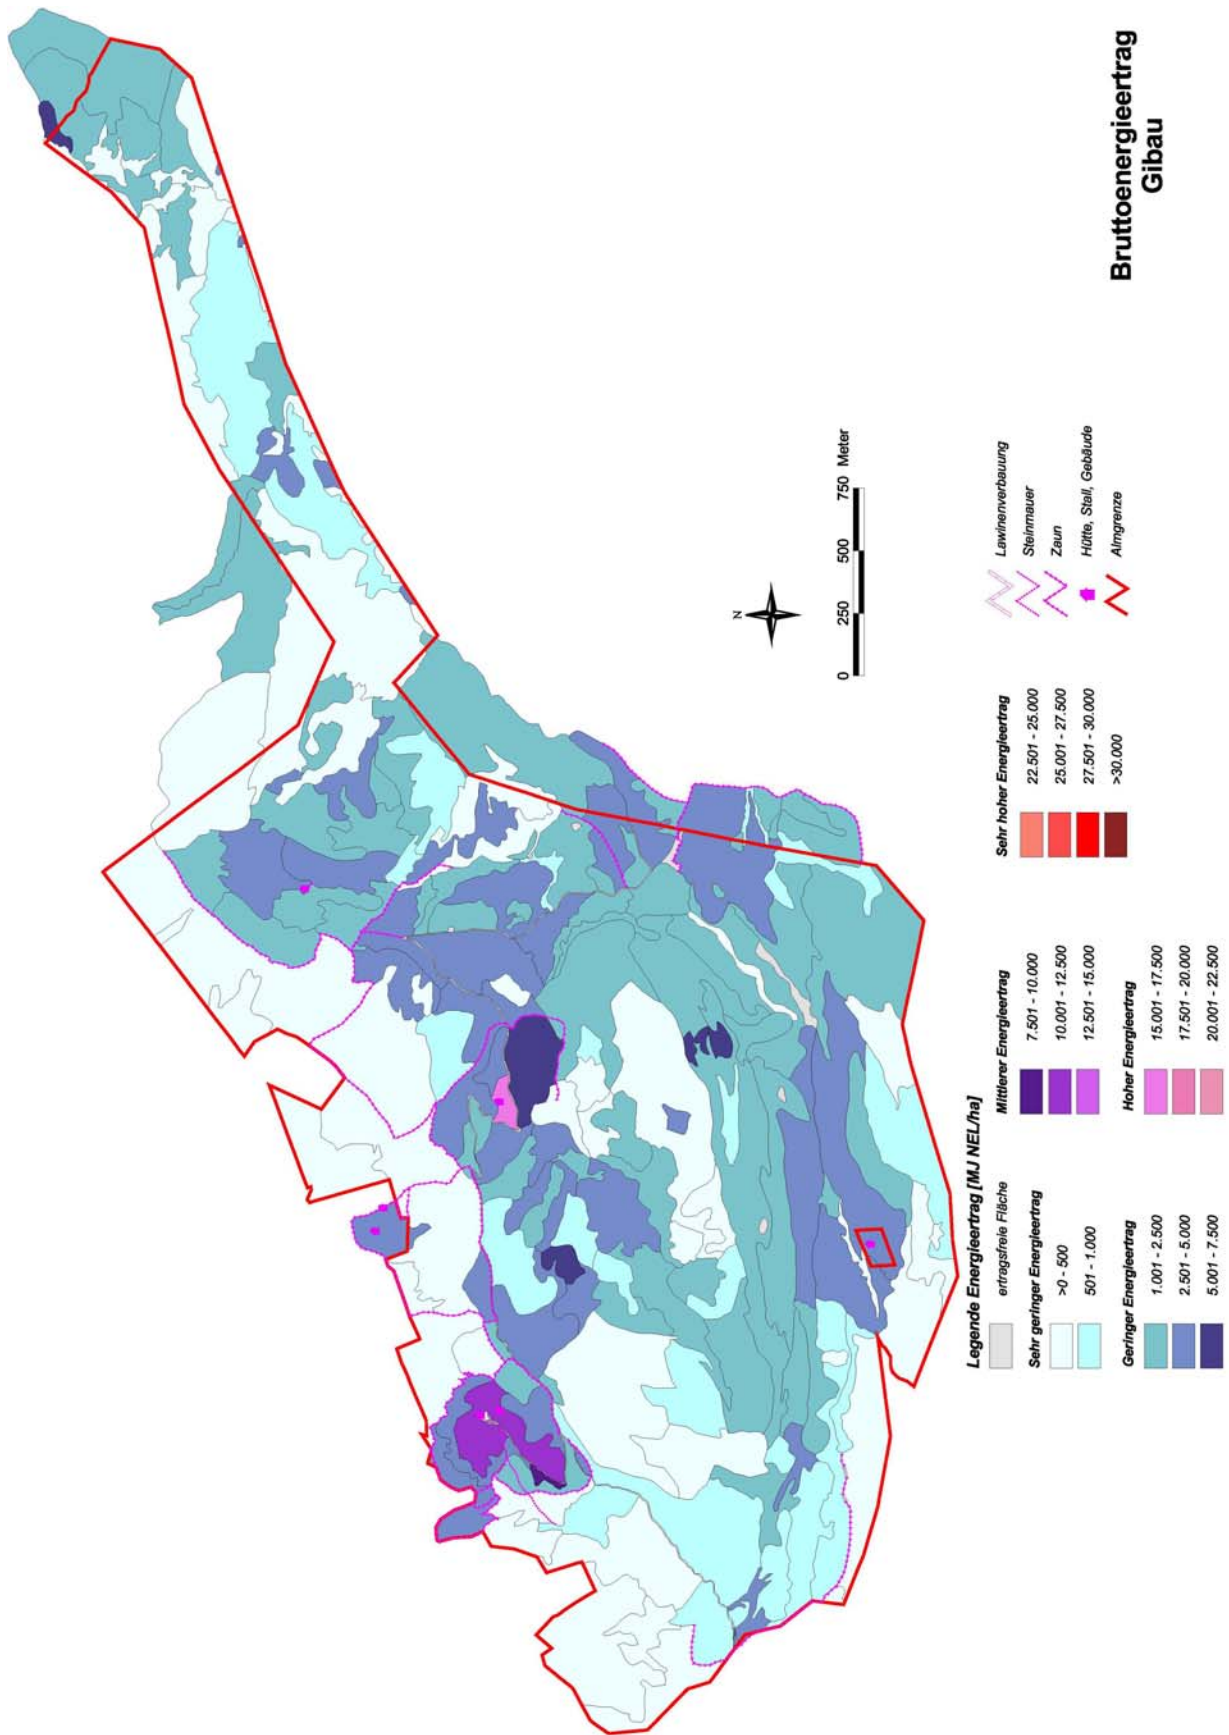 Bruttoenergieertrag
Gibau
N
0 250 500 750 Meter
Legende Energieertrag [MJ NEL/ha]
ertragsfreie Fläche
Sehr geringer Energieertrag
>0 - 500
501 - 1.000
Geringer Energieertrag
1.001 - 2.500
2.501 - 5.000
5.001 - 7.500
Mittlerer Energieertrag
7.501 - 10.000
10.001 - 12.500
12.501 - 15.000
Hoher Energieertrag
15.001 - 17.500
17.501 - 20.000
20.001 - 22.500
Sehr hoher Energieertrag
22.501 - 25.000
25.001 - 27.500
27.501 - 30.000
>30.000
Lawinenverbauung
Steinmauer
Zaun
Hütte, Stall, Gebäude
Almgrenze